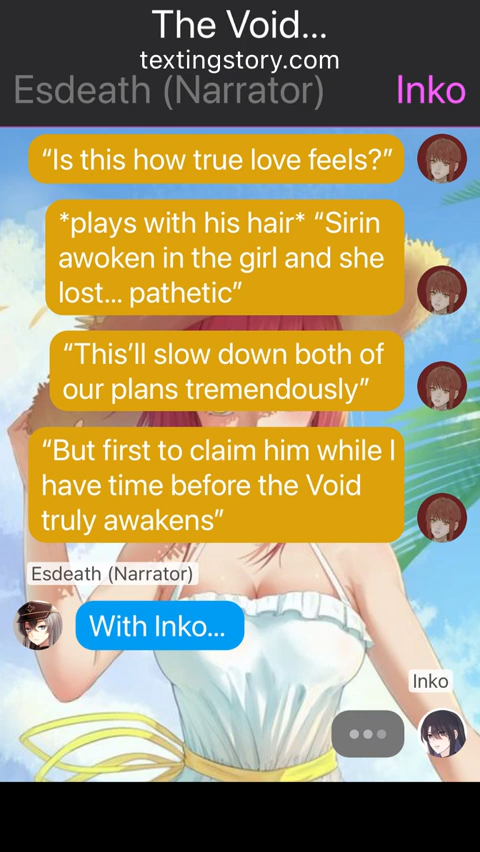 The Void...
textingstory.com
Esdeath (Narrator) Inko
“Is this how true love feels?”
*plays with his hair* “Sirin
awoken in the girl and she
lost... pathetic”
“This’ll slow down both of
our plans tremendously”
“But first to claim him while I
have time before the Void
truly awakens”
Esdeath (Narrator)
With Inko...
Inko